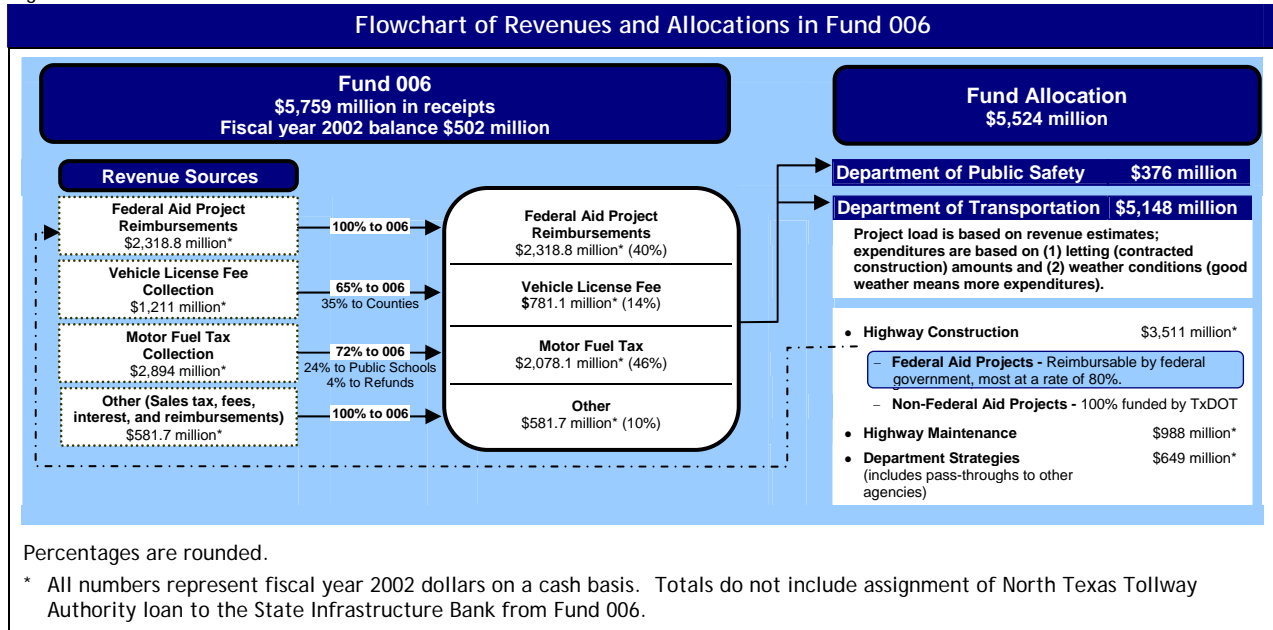 Flowchart of Revenues and Allocations in Fund 006
Fund 006
$5,759 million in receipts
Fiscal year 2002 balance $502 million
Fund Allocation
$5,524 million
Revenue Sources
Federal Aid Project
Reimbursements
$2,318.8 million*
Vehicle License Fee
Collection
$1,211 million*
Motor Fuel Tax
Collection
$2,894 million*
Other (Sales tax, fees,
interest, and reimbursements)
$581.7 million*
100% to 006
65% to 006
35% to Counties
72% to 006
24% to Public Schools
4% to Refunds
100% to 006
Federal Aid Project
Reimbursements
$2,318.8 million* (40%)
Vehicle License Fee
$781.1 million* (14%)
Motor Fuel Tax
$2,078.1 million* (46%)
Other
$581.7 million* (10%)
Department of Public Safety $376 million
Department of Transportation $5,148 million
Project load is based on revenue estimates;
expenditures are based on (1) letting (contracted
construction) amounts and (2) weather conditions (good
weather means more expenditures).
• Highway Construction $3,511 million*
– Federal Aid Projects - Reimbursable by federal
government, most at a rate of 80%.
– Non-Federal Aid Projects - 100% funded by TxDOT
• Highway Maintenance $988 million*
• Department Strategies $649 million*
(includes pass-throughs to other
agencies)
Percentages are rounded.
* All numbers represent fiscal year 2002 dollars on a cash basis. Totals do not include assignment of North Texas Tollway
Authority loan to the State Infrastructure Bank from Fund 006.